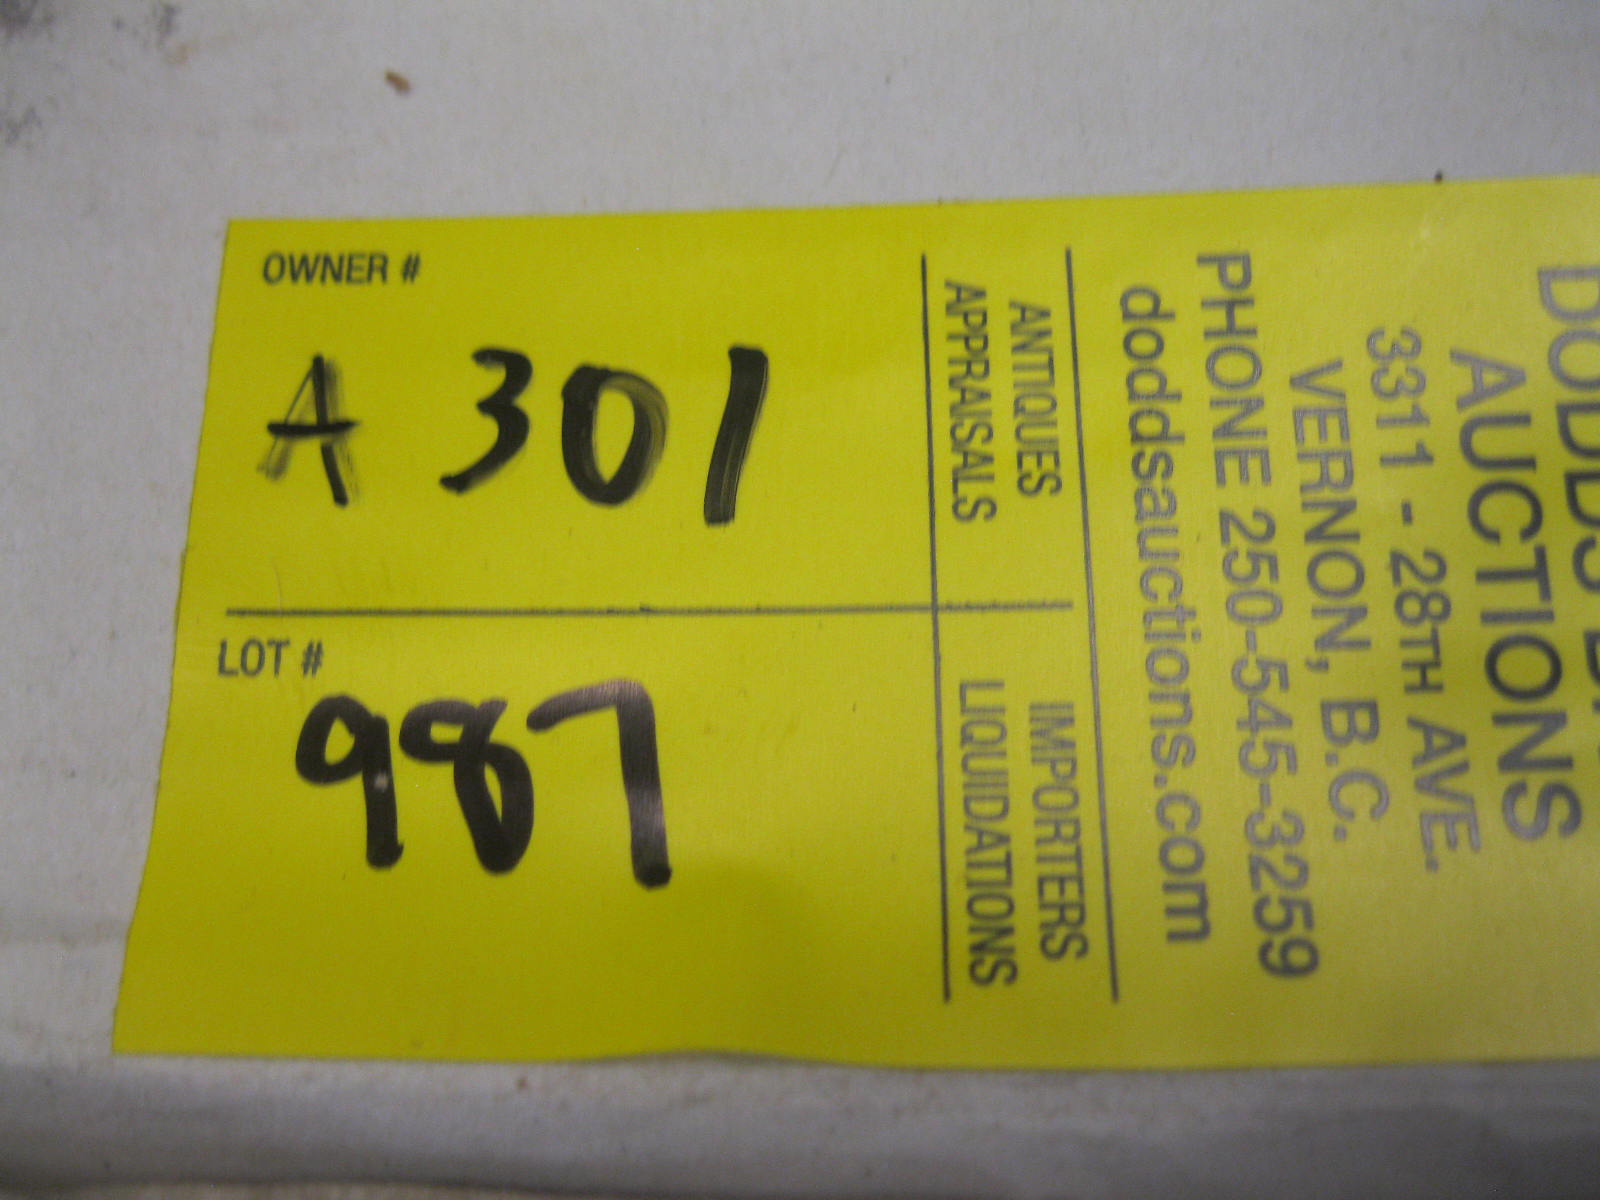 OWNER #
A 301
LOT #
987
AUCTIONS
3311 - 28TH AVE.
VERNON, B.C.
PHONE 250-545-3259
doddsauctions.com
ANTIQUES IMPORTERS
APPRAISALS LIQUIDATIONS